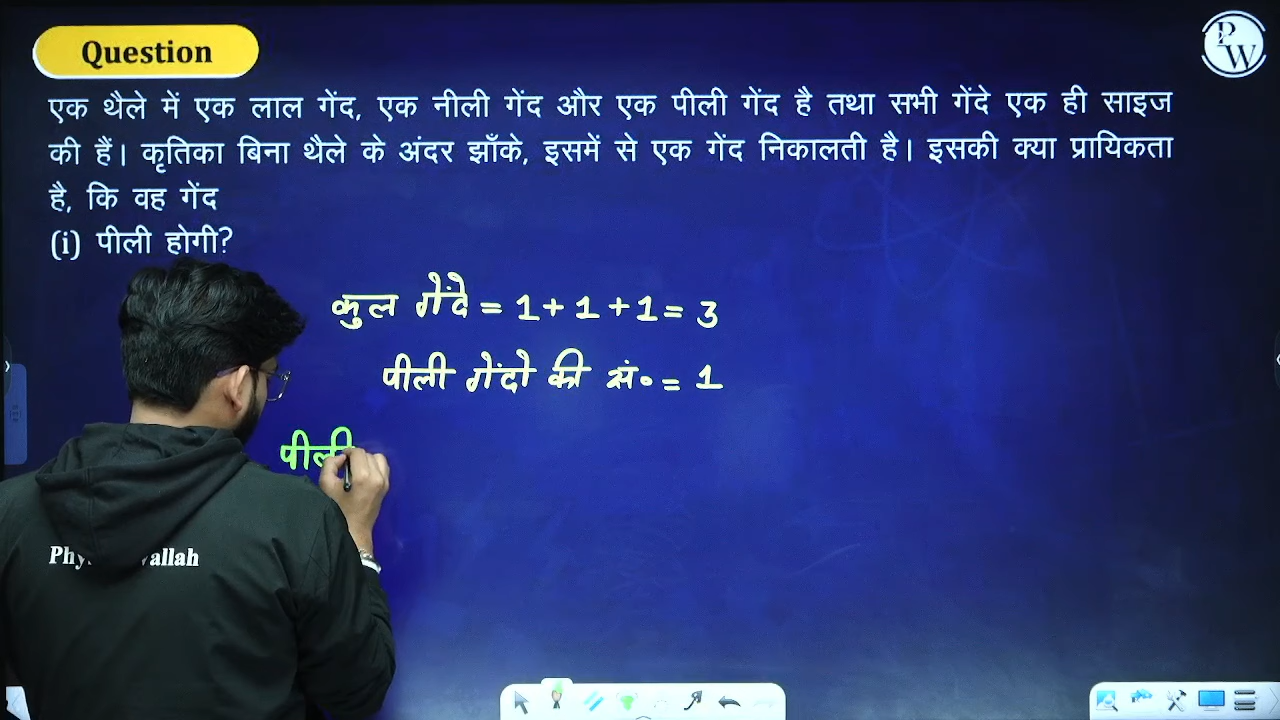 Question
PW
एक थैले में एक लाल गेंद, एक नीली गेंद और एक पीली गेंद है तथा सभी गेंदे एक ही साइज
की हैं। कृतिका बिना थैले के अंदर झाँके, इसमें से एक गेंद निकालती है। इसकी क्या प्रायिकता
है, कि वह गेंद
(i) पीली होगी?
कुल गेंदे = 1 + 1 + 1 = 3
पीली गेंदो की सं॰ = 1
पीली